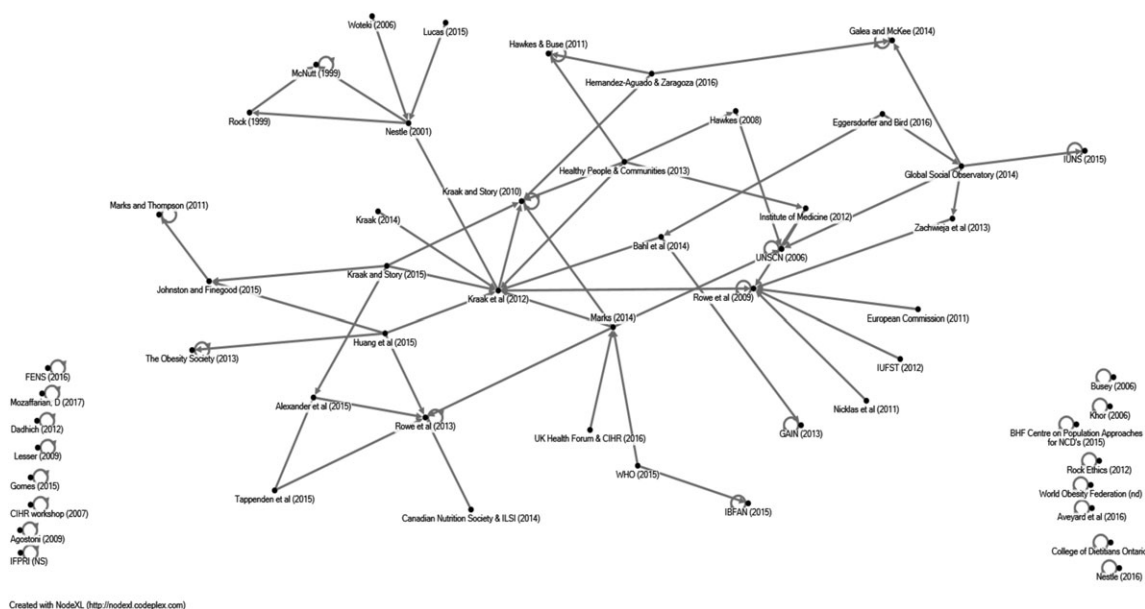 Woteki (2006)
Lucas (2015)
Hawkes & Buse (2011)
Galea and McKee (2014)
McNutt (1999)
Hernandez-Aguado & Zaragoza (2016)
Rock (1999)
Nestle (2001)
Hawkes (2008)
Eggersdorfer and Bird (2016)
IUNS (2015)
Healthy People & Communities (2013)
Global Social Observatory (2014)
Kraak and Story (2010)
Marks and Thompson (2011)
Kraak (2014)
Institute of Medicine (2012)
Zachwieja et al (2013)
Bahl et al (2014)
UNSCN (2006)
Kraak and Story (2015)
Johnston and Finegood (2015)
Kraak et al (2012)
Rowe et al (2009)
Marks (2014)
European Commission (2011)
Huang et al (2015)
The Obesity Society (2013)
IUFST (2012)
FENS (2016)
Busey (2006)
Mozaffarian, D (2017)
Alexander et al (2015)
Nicklas et al (2011)
Khor (2006)
Dadhich (2012)
Rowe et al (2013)
UK Health Forum & CIHR (2016)
GAIN (2013)
BHF Centre on Population Approaches
for NCD's (2015)
Lesser (2009)
WHO (2015)
Rock Ethics (2012)
Gomes (2015)
Tappenden et al (2015)
World Obesity Federation (nd)
CIHR workshop (2007)
Canadian Nutrition Society & ILSI (2014)
IBFAN (2015)
Aveyard et al (2016)
Agostoni (2009)
College of Dietitians Ontario
IFPRI (NS)
Nestle (2016)
Created with NodeXL (http://nodexl.codeplex.com)